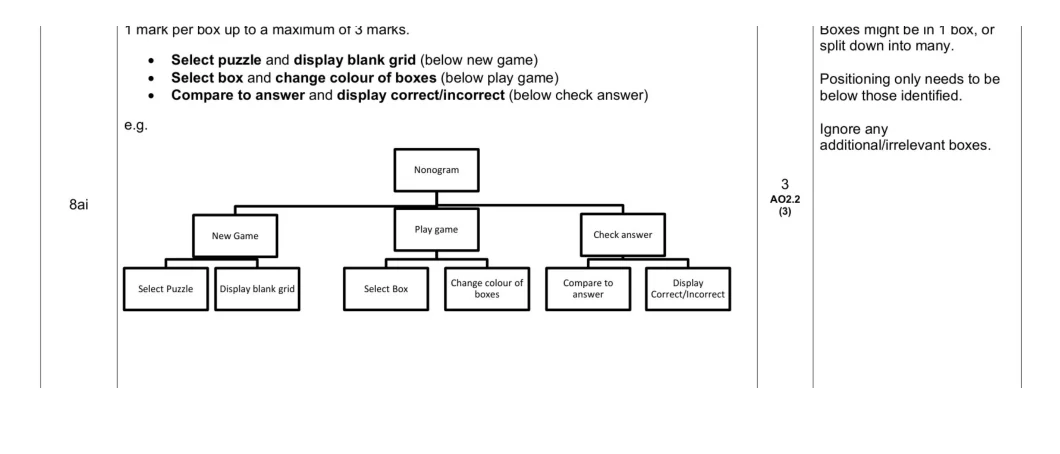 1 mark per box up to a maximum of 3 marks.
• Select puzzle and display blank grid (below new game)
• Select box and change colour of boxes (below play game)
• Compare to answer and display correct/incorrect (below check answer)
e.g.
8ai
Nonogram
New Game
Play game
Check answer
Select Puzzle
Display blank grid
Select Box
Change colour of
boxes
Compare to
answer
Display
Correct/Incorrect
3
AO2.2
(3)
Boxes might be in 1 box, or
split down into many.
Positioning only needs to be
below those identified.
Ignore any
additional/irrelevant boxes.